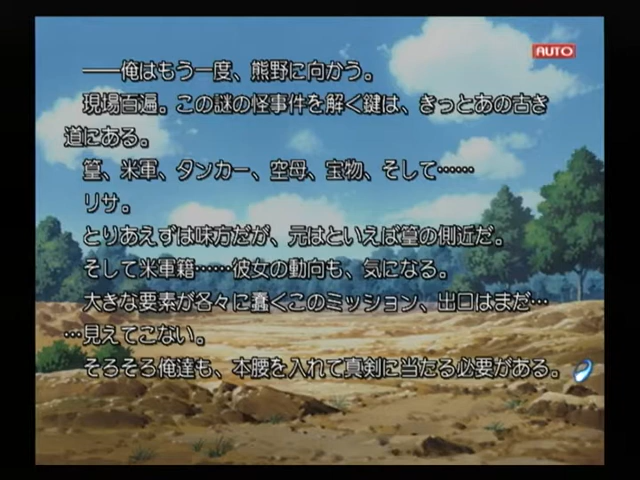 AUTO
――俺はもう一度、熊野に向かう。
現場百遍。この謎の怪事件を解く鍵は、きっとあの古き
道にある。
篁、米軍、タンカー、空母、宝物、そして……
リサ。
とりあえずは味方だが、元はといえば篁の側近だ。
そして米軍籍……彼女の動向も、気になる。
大きな要素が各々に蠢くこのミッション、出口はまだ…
…見えてこない。
そろそろ俺達も、本腰を入れて真剣に当たる必要がある。